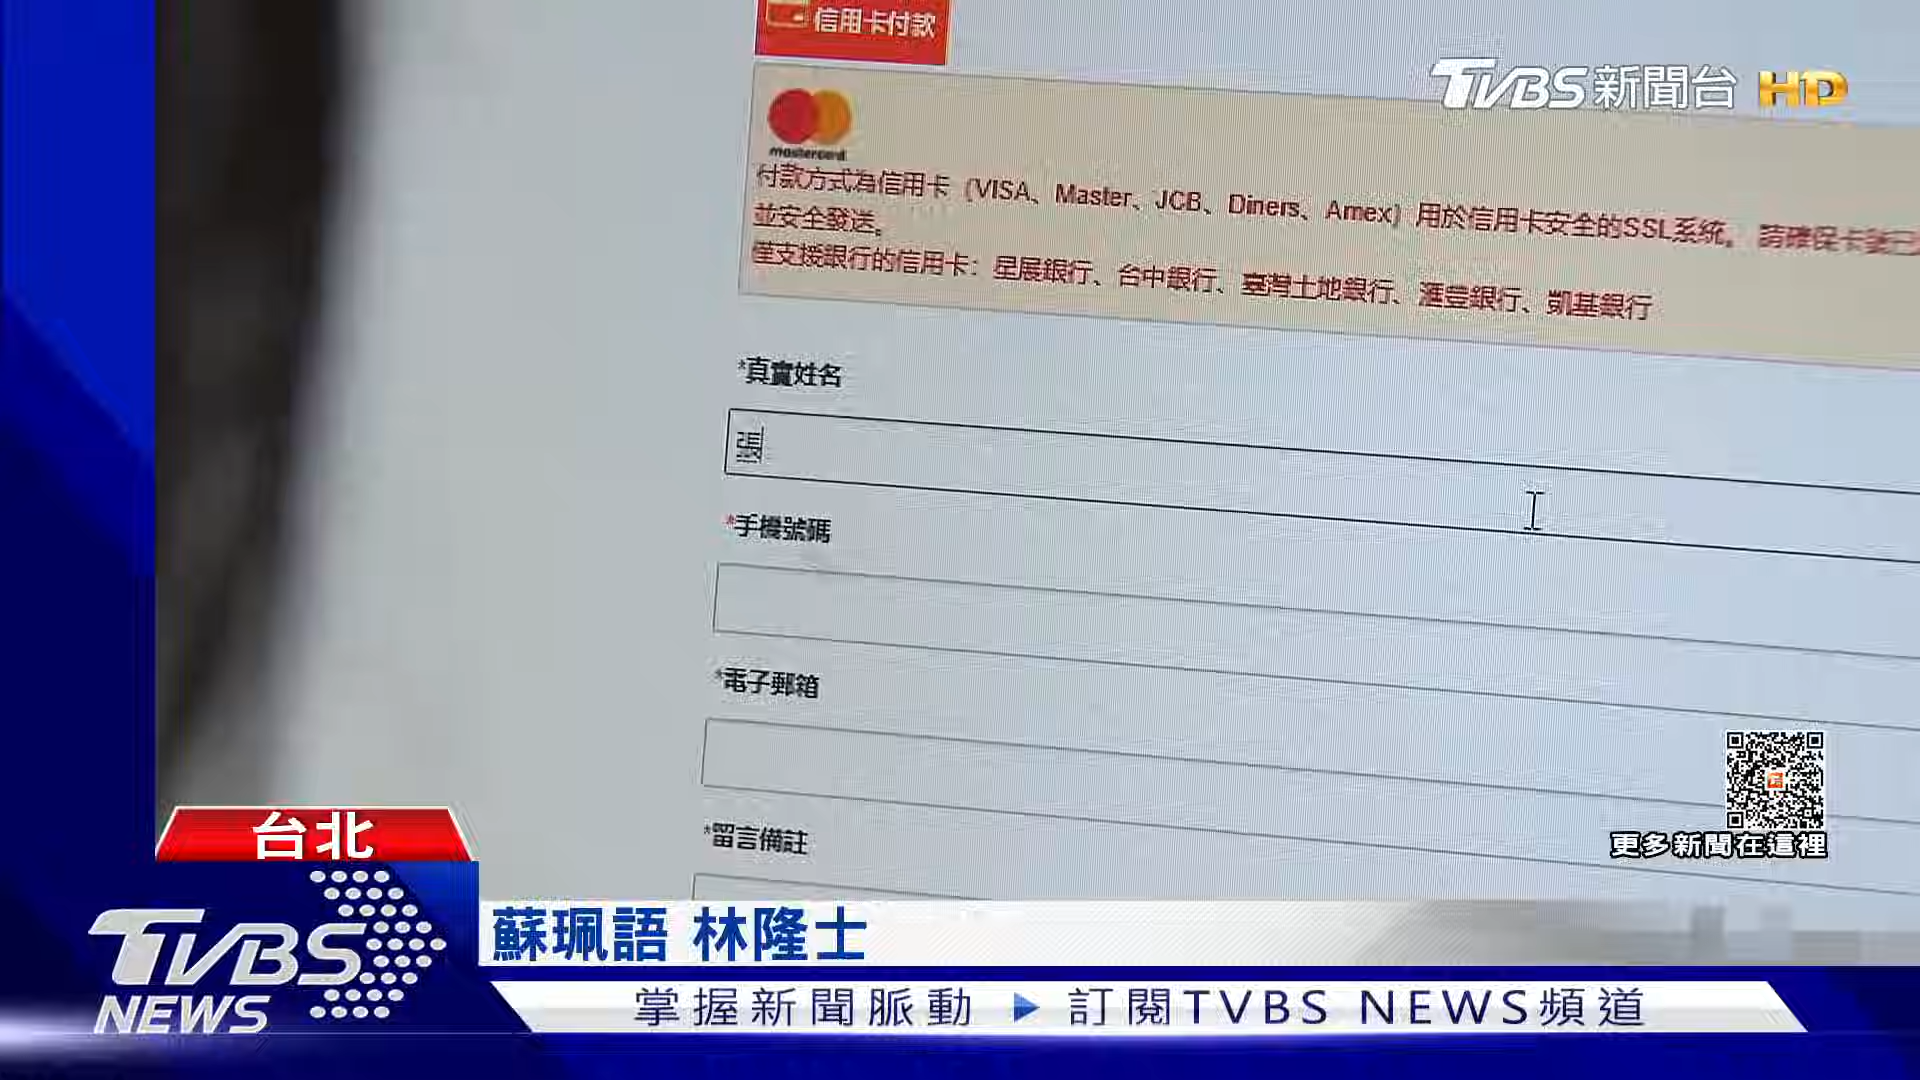 信用卡付款
TVBS新聞台 HD
mastercard
付款方式為信用卡（VISA、Master、JCB、Diners、Amex）用於信用卡安全的SSL系統。 請確保卡號已
並安全發送。
僅支援銀行的信用卡：星展銀行、台中銀行、臺灣土地銀行、滙豐銀行、凱基銀行
*真實姓名
張
*手機號碼
*電子郵箱
*留言備註
更多新聞在這裡
台北
TVBS
NEWS
蘇珮語 林隆士
掌握新聞脈動 ▶ 訂閱TVBS NEWS頻道